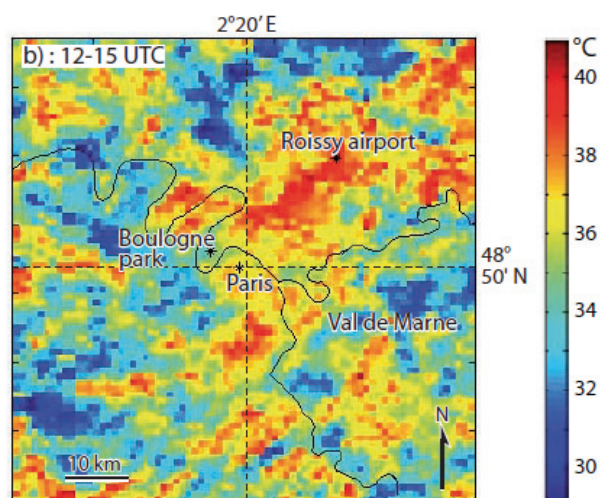 2°20' E
b) : 12-15 UTC
°C
40
Roissy airport
38
Boulogne
park
36
48°
50' N
Paris
34
Val de Marne
32
N
10 km
30